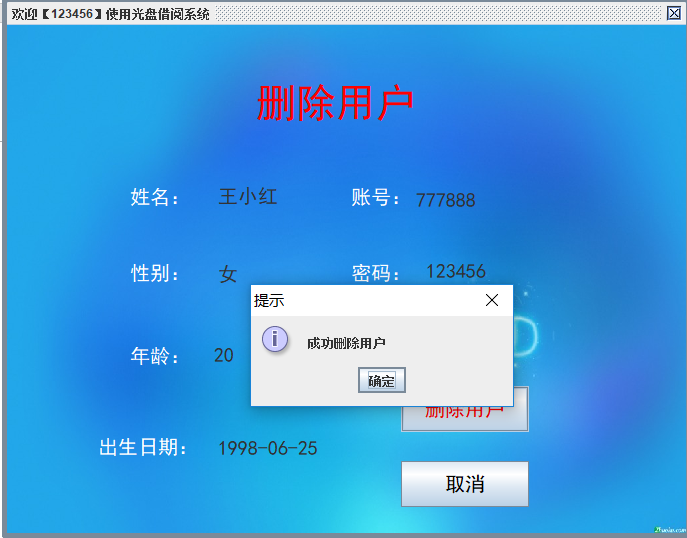 欢迎【123456】使用光盘借阅系统
删除用户
姓名： 王小红 账号： 777888
性别： 女 密码： 123456
提示
成功删除用户
年龄： 20
确定
删除用户
出生日期： 1998-06-25
取消